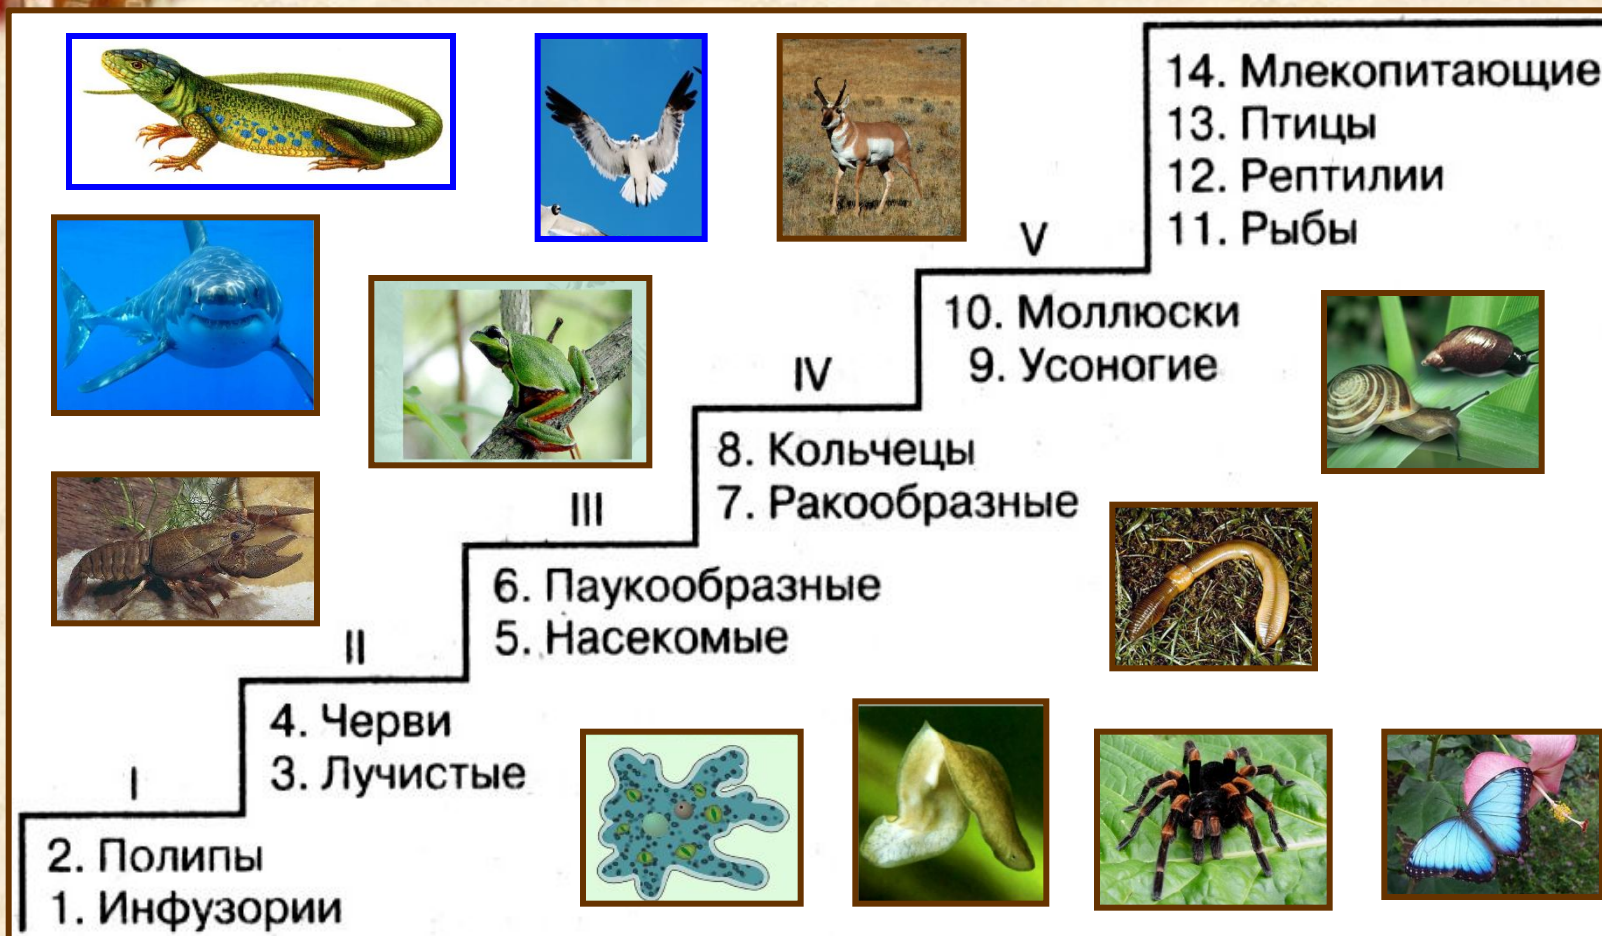 14. Млекопитающие
13. Птицы
12. Рептилии
11. Рыбы
V
10. Моллюски
9. Усоногие
IV
8. Кольчецы
7. Ракообразные
III
6. Паукообразные
5. Насекомые
II
4. Черви
3. Лучистые
I
2. Полипы
1. Инфузории